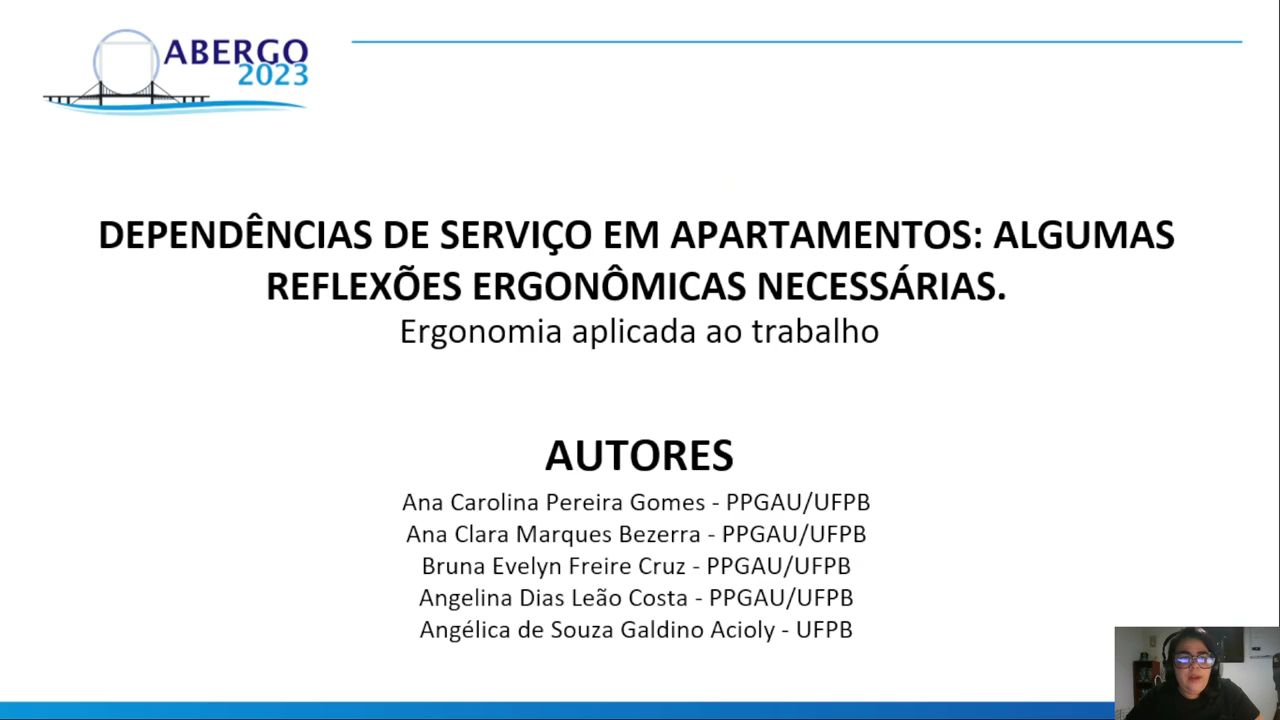 ABERGO
2023
DEPENDÊNCIAS DE SERVIÇO EM APARTAMENTOS: ALGUMAS
REFLEXÕES ERGONÔMICAS NECESSÁRIAS.
Ergonomia aplicada ao trabalho
AUTORES
Ana Carolina Pereira Gomes - PPGAU/UFPB
Ana Clara Marques Bezerra - PPGAU/UFPB
Bruna Evelyn Freire Cruz - PPGAU/UFPB
Angelina Dias Leão Costa - PPGAU/UFPB
Angélica de Souza Galdino Acioly - UFPB